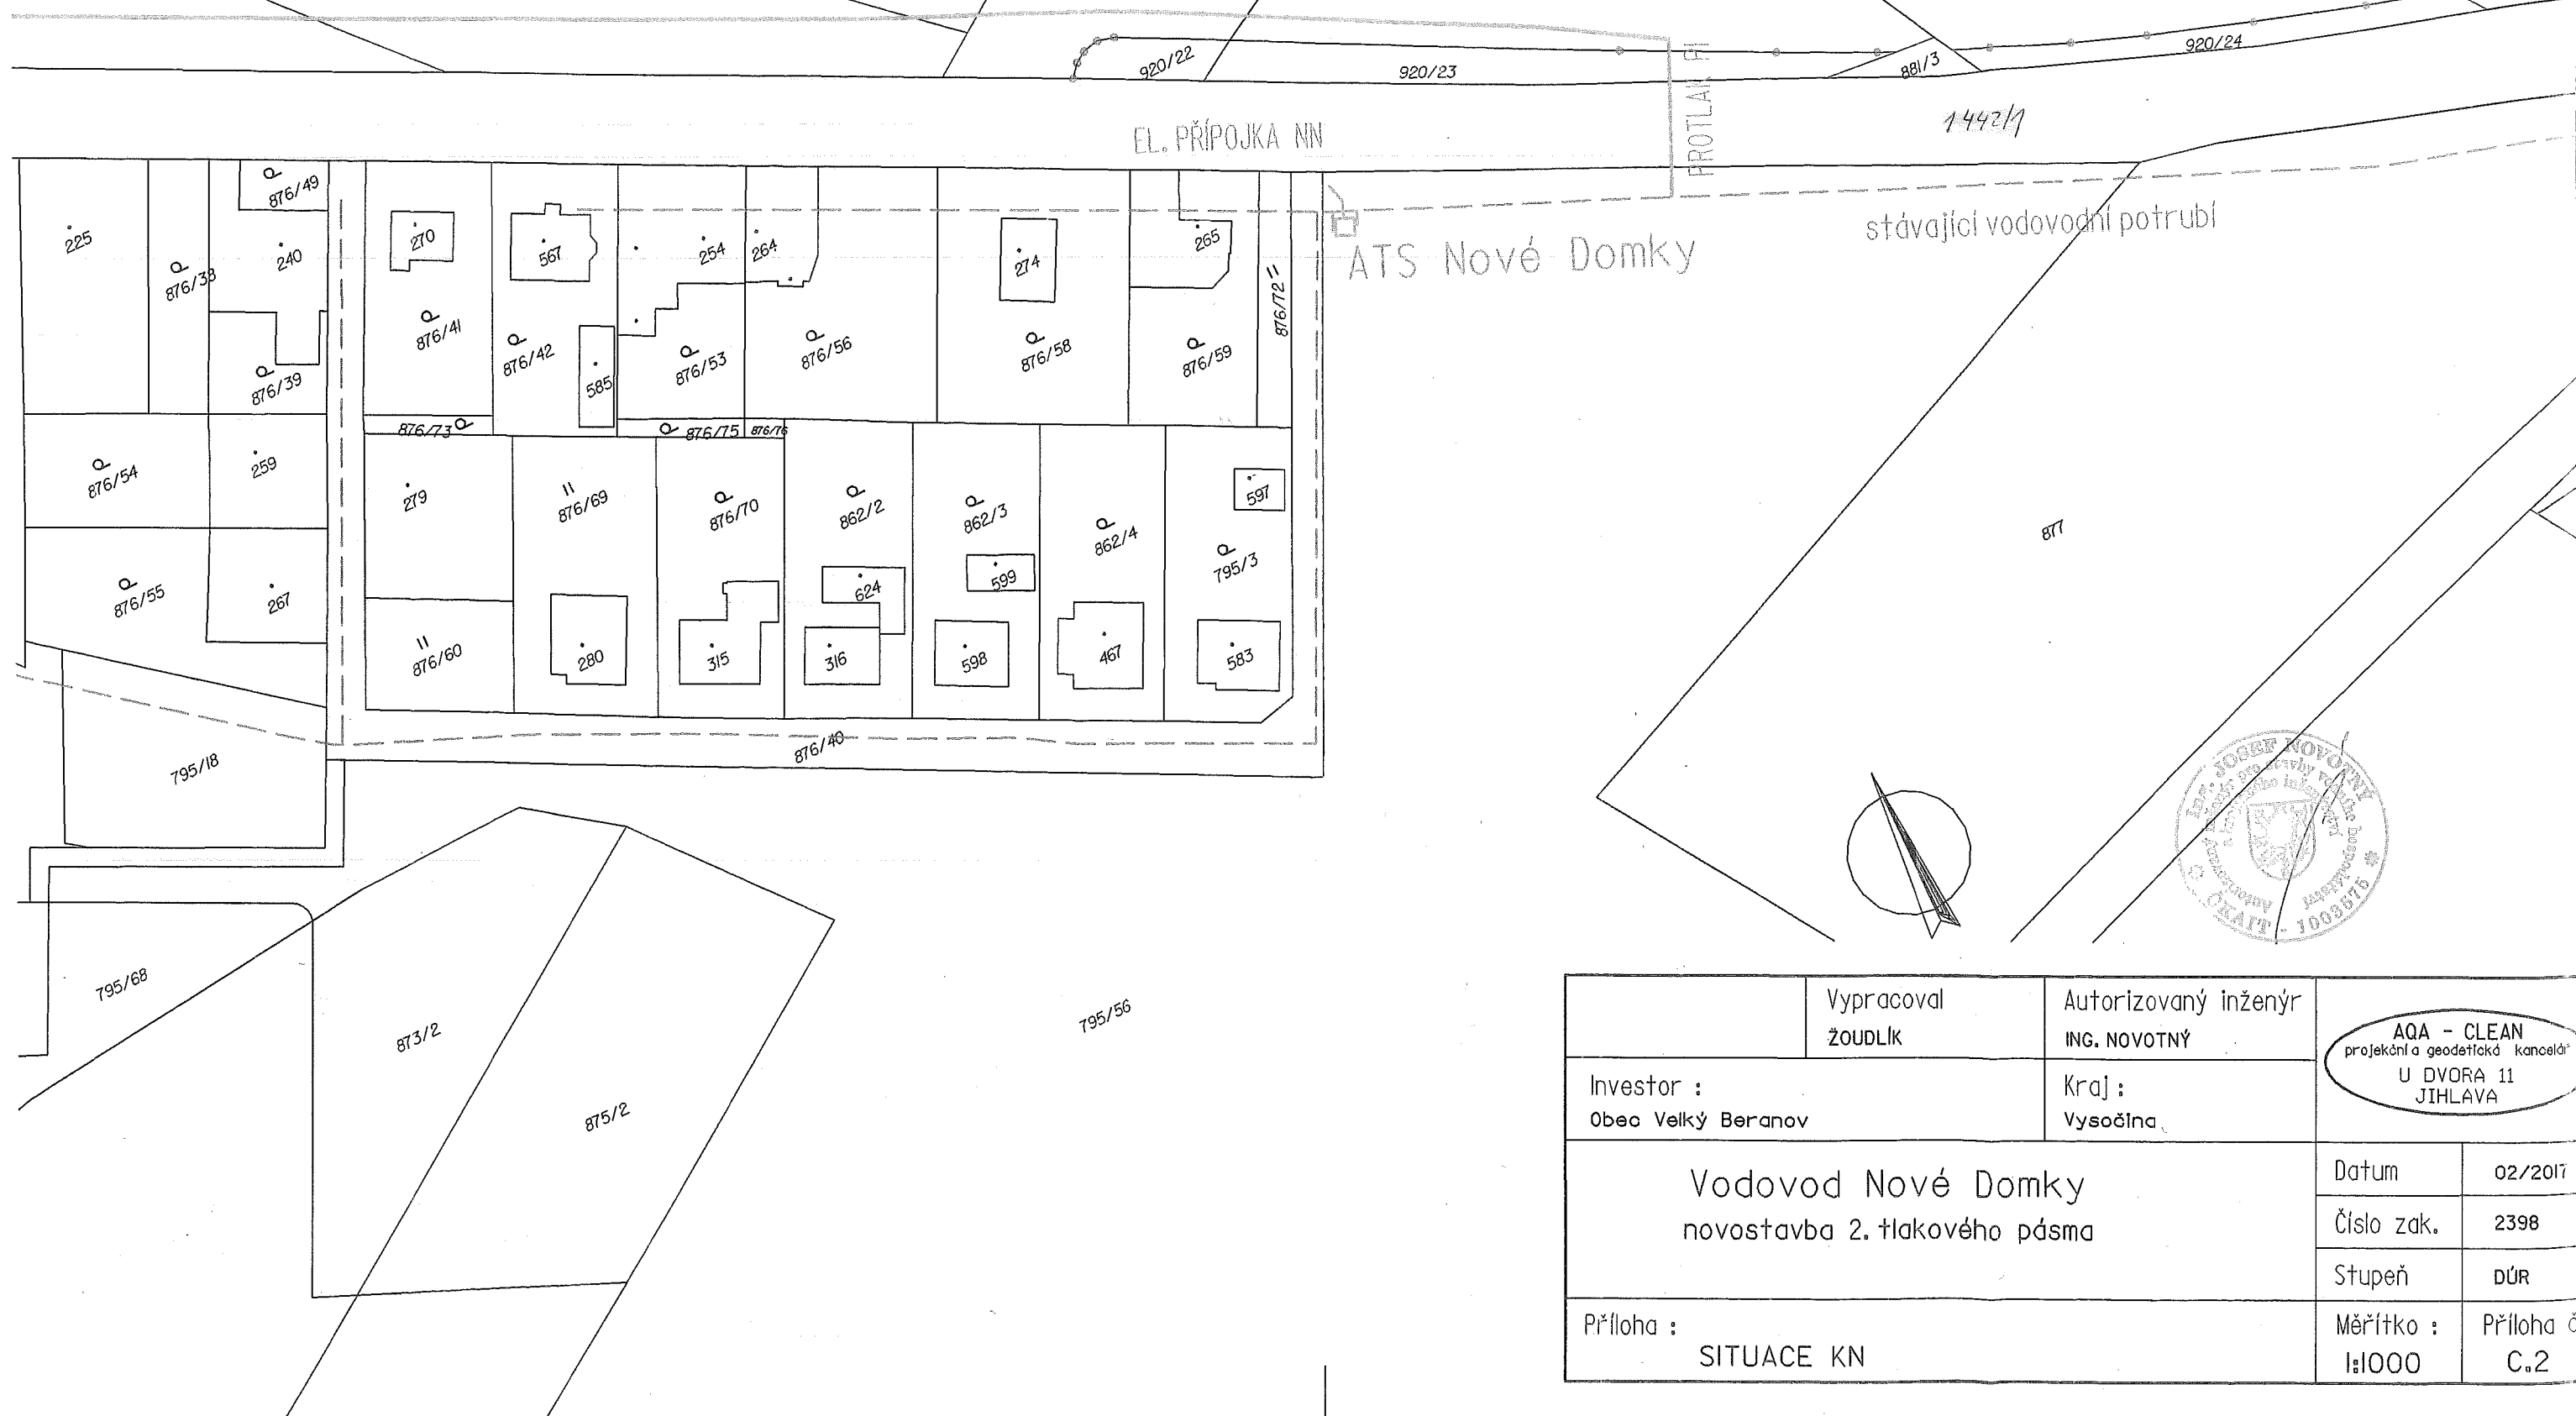 920/22
920/23
881/3
920/24
1442/1
EL. PŘÍPOJKA NN
stávající vodovodní potrubí
ATS Nové Domky
876/49
225
876/38
240
270
567
254
264
274
265
876/72
876/41
876/42
585
876/53
876/56
876/58
876/59
876/39
876/73
876/75
876/76
876/54
259
279
876/69
876/70
862/2
862/3
862/4
597
795/3
877
876/55
267
624
599
876/60
280
315
316
598
467
583
876/40
795/18
795/68
873/2
875/2
795/56
Ing. JOSEF NOVOTNÝ
ČKAIT - 1003575
Vypracoval
ŽOUDLÍK
Autorizovaný inženýr
ING. NOVOTNÝ
AQA - CLEAN
projekční a geodetická kancelář
U DVORA 11
JIHLAVA
Investor :
Obec Velký Beranov
Kraj :
Vysočina
Vodovod Nové Domky
novostavba 2. tlakového pásma
Datum
02/2017
Číslo zak.
2398
Stupeň
DÚR
Příloha :
SITUACE KN
Měřítko :
1:1000
Příloha č
C.2